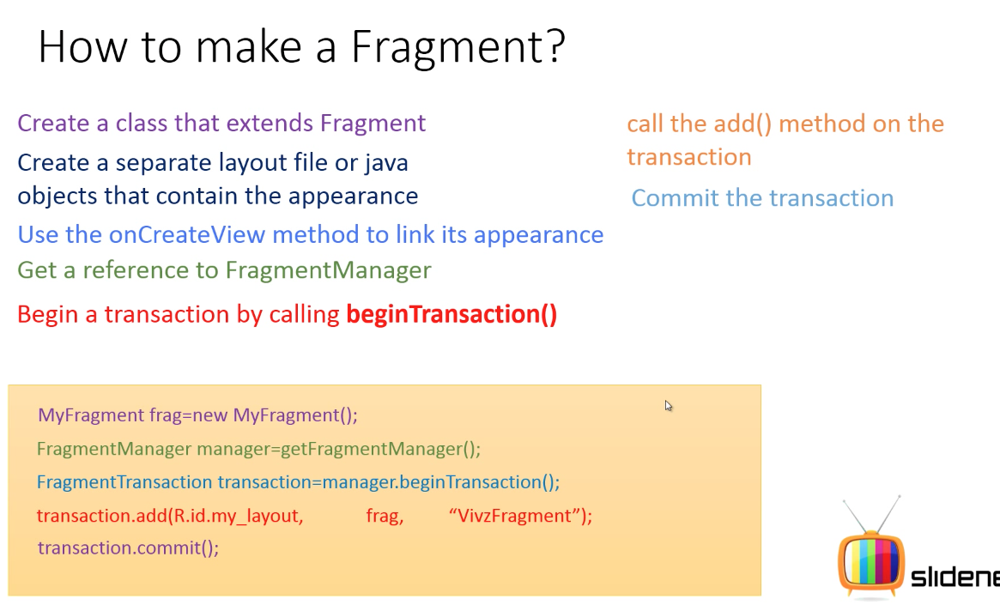 How to make a Fragment?
Create a class that extends Fragment
Create a separate layout file or java
objects that contain the appearance
Use the onCreateView method to link its appearance
Get a reference to FragmentManager
Begin a transaction by calling beginTransaction()
call the add() method on the
transaction
Commit the transaction
MyFragment frag=new MyFragment();
FragmentManager manager=getFragmentManager();
FragmentTransaction transaction=manager.beginTransaction();
transaction.add(R.id.my_layout, frag, “VivzFragment”);
transaction.commit();